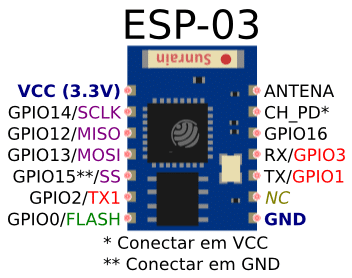 ESP-03
Sunrain
VCC (3.3V)
ANTENA
GPIO14/SCLK
CH_PD*
GPIO12/MISO
GPIO16
GPIO13/MOSI
RX/GPIO3
GPIO15**/SS
TX/GPIO1
GPIO2/TX1
NC
GPIO0/FLASH
GND
* Conectar em VCC
** Conectar em GND